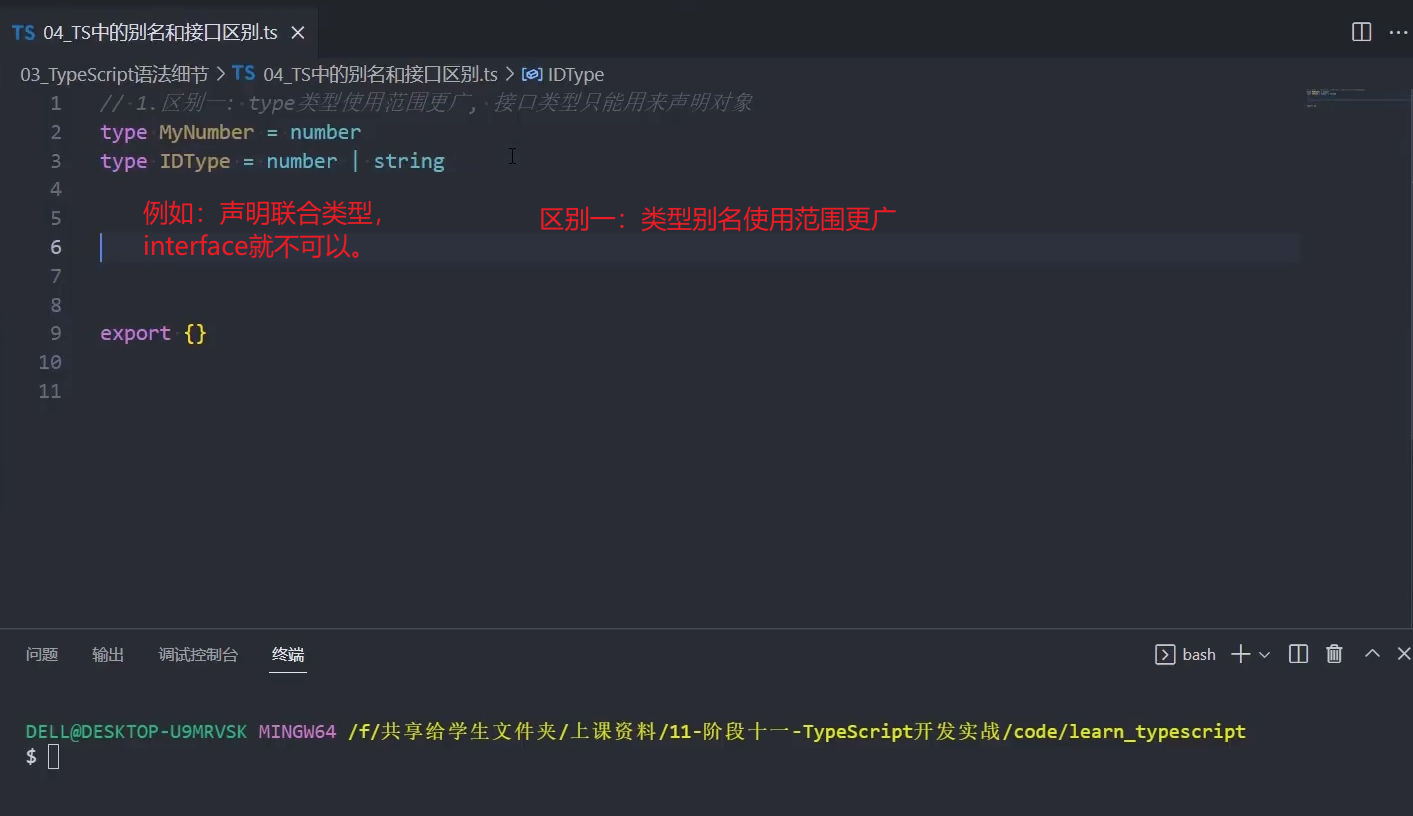 TS 04_TS中的别名和接口区别.ts
03_TypeScript语法细节 > TS 04_TS中的别名和接口区别.ts > IDType
1 // 1.区别一: type类型使用范围更广, 接口类型只能用来声明对象
2 type MyNumber = number
3 type IDType = number | string
4
5
6
7
8
9 export {}
10
11
例如：声明联合类型，
interface就不可以。
区别一：类型别名使用范围更广
问题 输出 调试控制台 终端
bash
DELL@DESKTOP-U9MRVSK MINGW64 /f/共享给学生文件夹/上课资料/11-阶段十一-TypeScript开发实战/code/learn_typescript
$